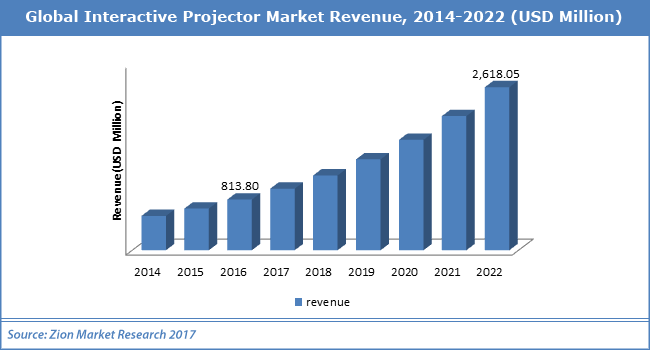 Global Interactive Projector Market Revenue, 2014-2022 (USD Million)
2,618.05
813.80
Revenue(USD Million)
2014 2015 2016 2017 2018 2019 2020 2021 2022
revenue
Source: Zion Market Research 2017